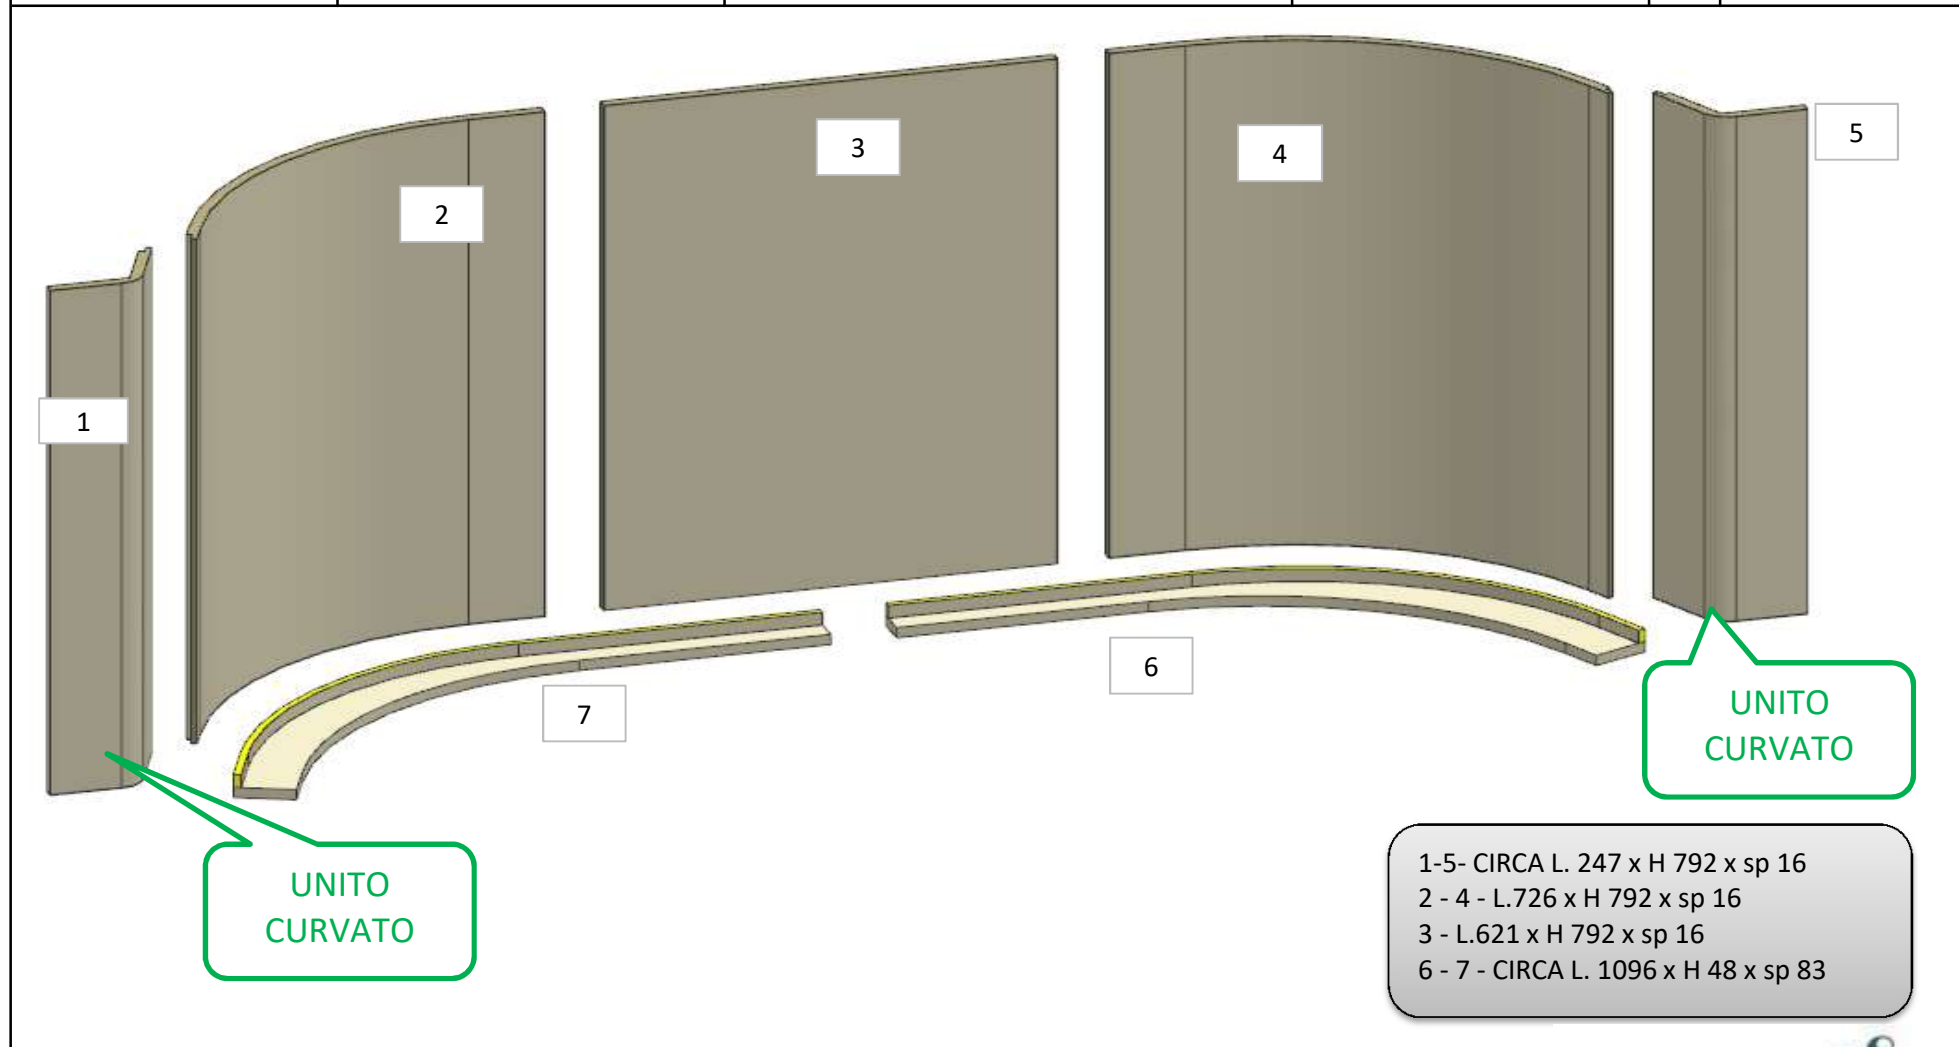 1
2
3
4
5
6
7
UNITO
CURVATO
UNITO
CURVATO
1-5- CIRCA L. 247 x H 792 x sp 16
2 - 4 - L.726 x H 792 x sp 16
3 - L.621 x H 792 x sp 16
6 - 7 - CIRCA L. 1096 x H 48 x sp 83